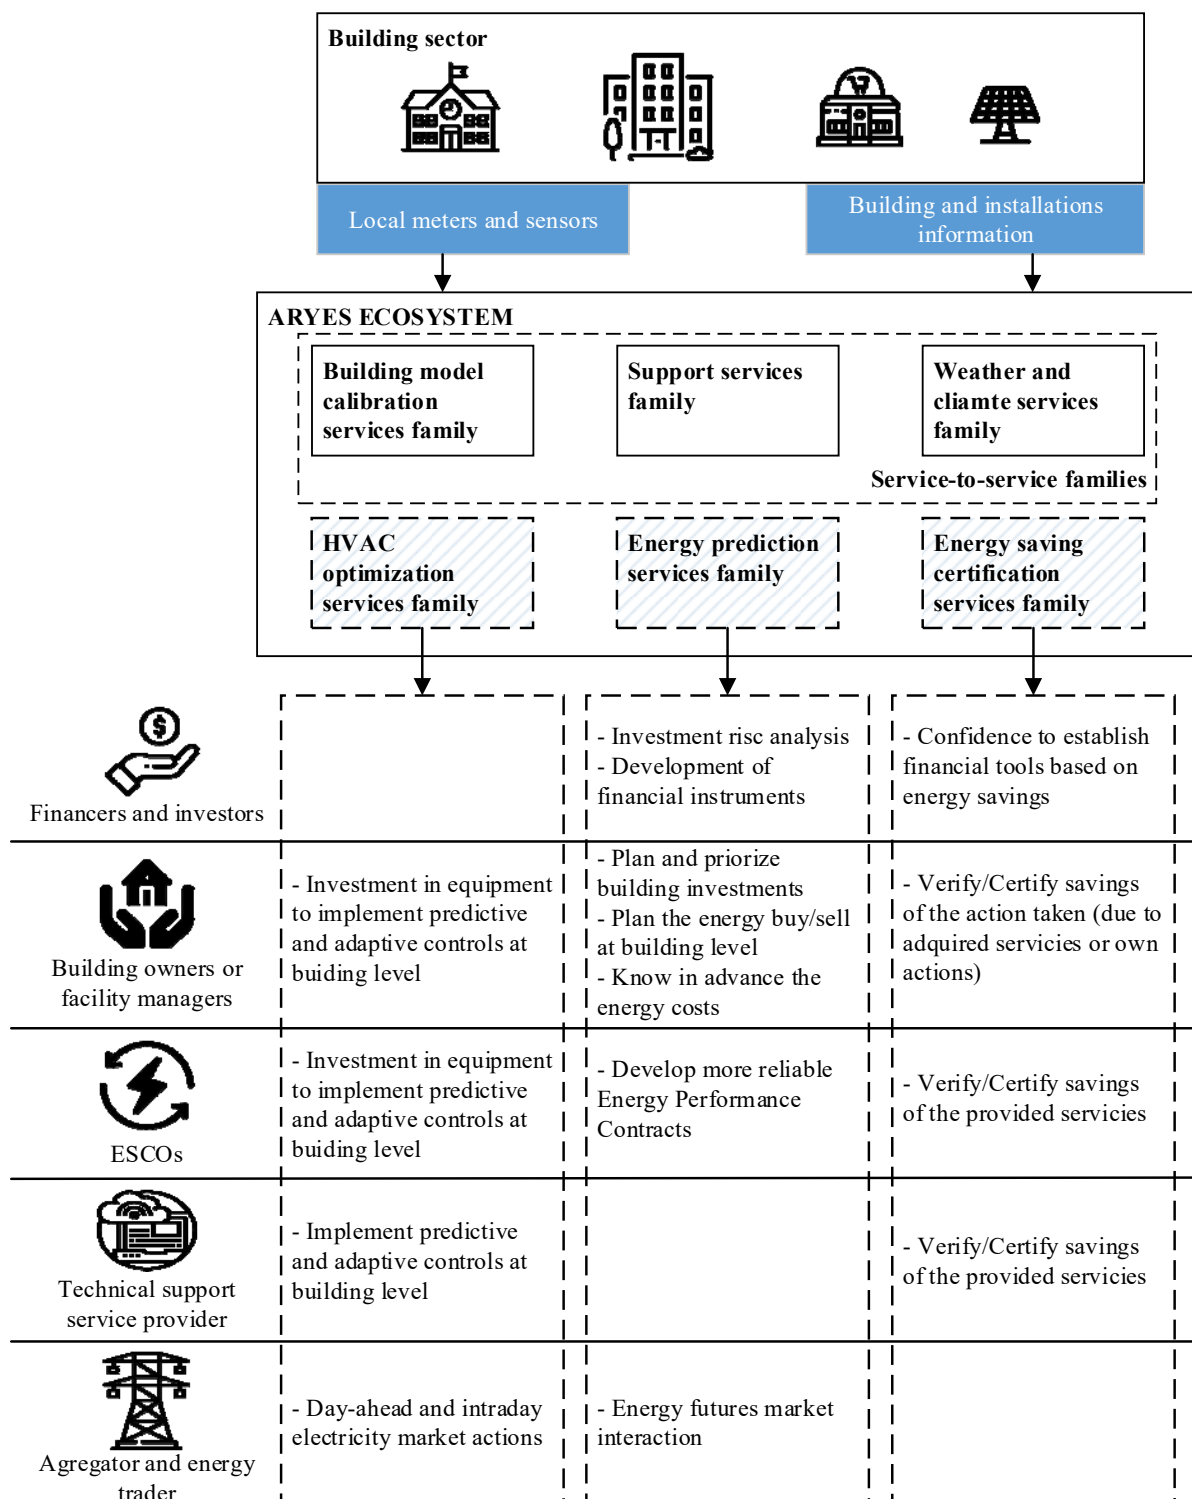 Building sector
Local meters and sensors
Building and installations
information
ARYES ECOSYSTEM
Building model
calibration
services family
Support services
family
Weather and
cliamte services
family
Service-to-service families
HVAC
optimization
services family
Energy prediction
services family
Energy saving
certification
services family
$
Financers and investors
- Investment risc analysis
- Development of
financial instruments
- Confidence to establish
financial tools based on
energy savings
Building owners or
facility managers
- Investment in equipment
to implement predictive
and adaptive controls at
buiding level
- Plan and priorize
building investments
- Plan the energy buy/sell
at building level
- Know in advance the
energy costs
- Verify/Certify savings
of the action taken (due to
adquired servicies or own
actions)
ESCOs
- Investment in equipment
to implement predictive
and adaptive controls at
buiding level
- Develop more reliable
Energy Performance
Contracts
- Verify/Certify savings
of the provided servicies
Technical support
service provider
- Implement predictive
and adaptive controls at
building level
- Verify/Certify savings
of the provided servicies
Agregator and energy
trader
- Day-ahead and intraday
electricity market actions
- Energy futures market
interaction